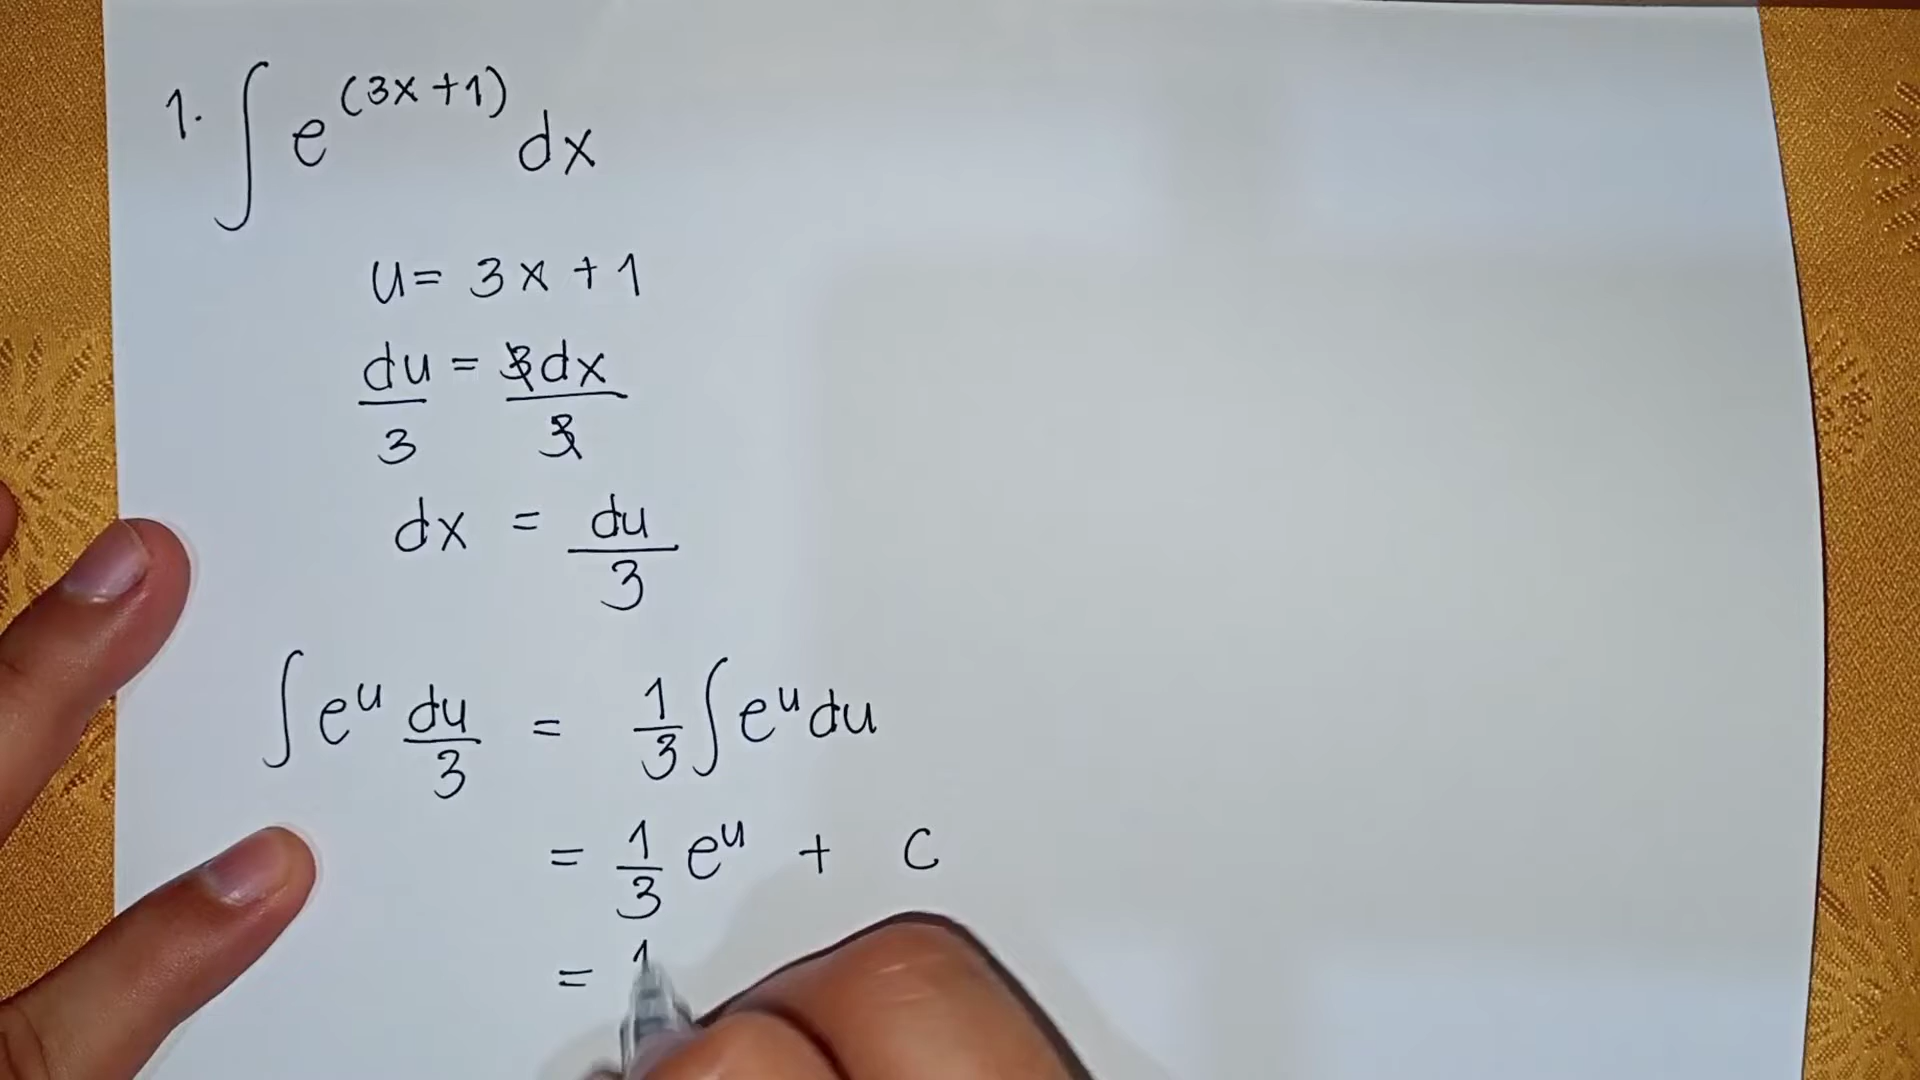 1. ∫ e^(3x+1) dx
u = 3x + 1
du/3 = 3dx/3
dx = du/3
∫ e^u du/3 = 1/3 ∫ e^u du
= 1/3 e^u + c
= 1